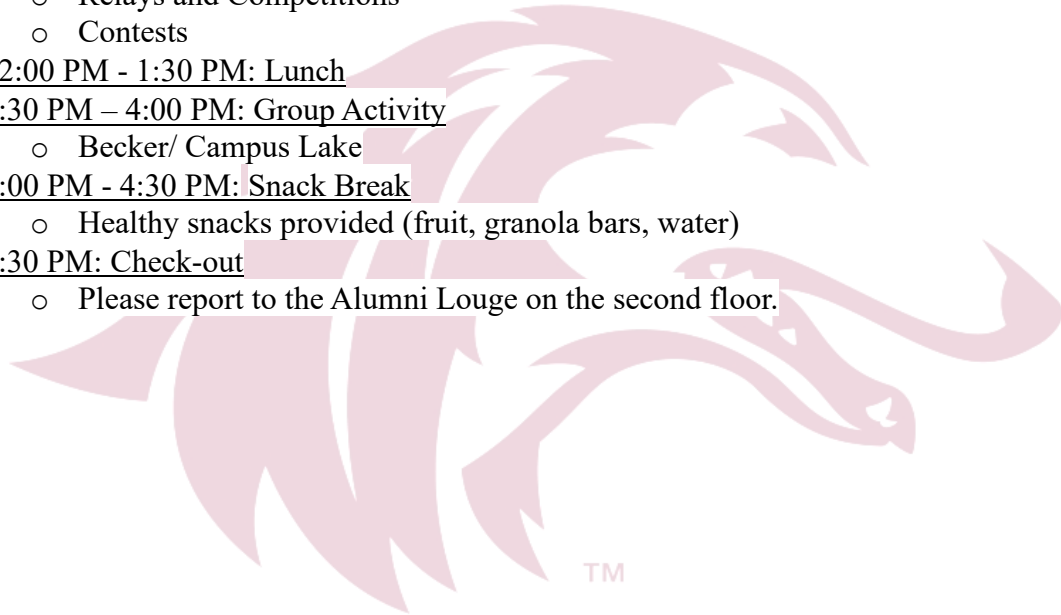 o Relays and Competitions
o Contests
2:00 PM - 1:30 PM: Lunch
:30 PM – 4:00 PM: Group Activity
o Becker/ Campus Lake
:00 PM - 4:30 PM: Snack Break
o Healthy snacks provided (fruit, granola bars, water)
:30 PM: Check-out
o Please report to the Alumni Louge on the second floor.
TM